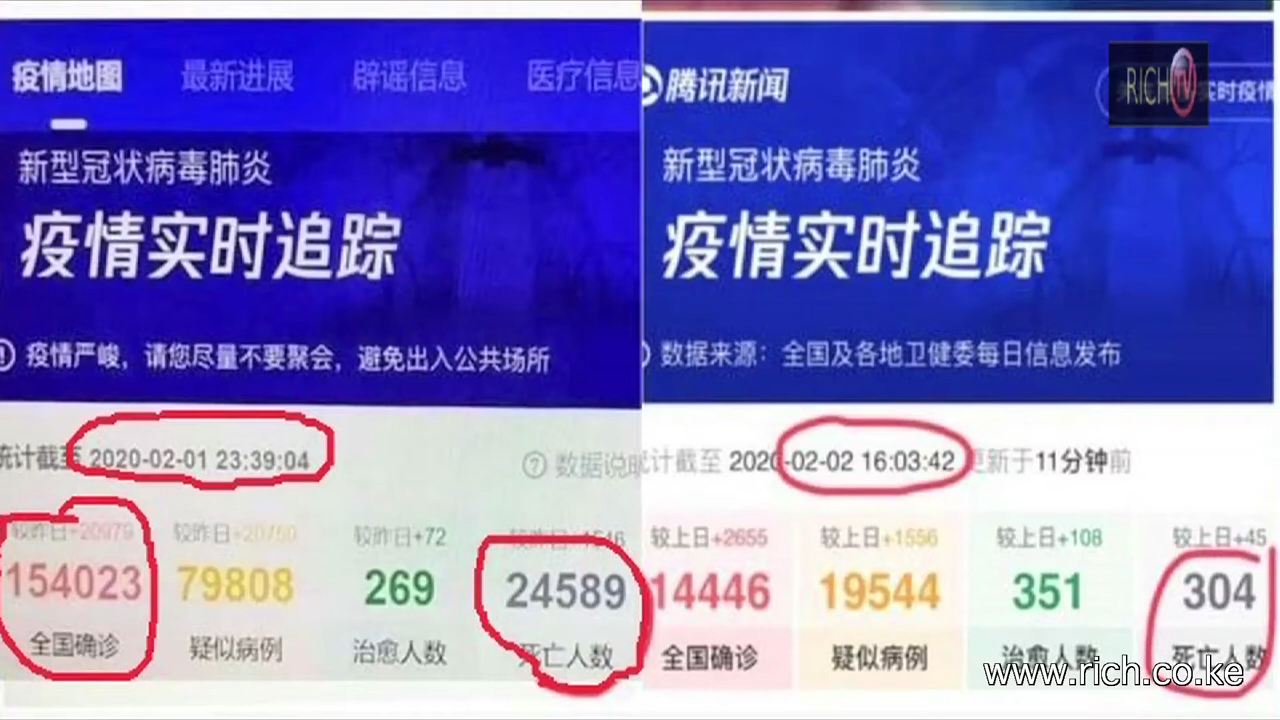 疫情地图 最新进展 辟谣信息 医疗信息
新型冠状病毒肺炎
疫情实时追踪
疫情严峻，请您尽量不要聚会，避免出入公共场所
统计截至 2020-02-01 23:39:04 数据说
较昨日+20979 较昨日+20760 较昨日+72
154023 79808 269 24589
全国确诊 疑似病例 治愈人数 死亡人数
腾讯新闻 实时疫情
RICH TV
新型冠状病毒肺炎
疫情实时追踪
数据来源：全国及各地卫健委每日信息发布
计截至 2020-02-02 16:03:42 更新于11分钟前
较上日+2655 较上日+1556 较上日+108 较上日+45
14446 19544 351 304
全国确诊 疑似病例 治愈人数 死亡人数
www.rich.co.ke